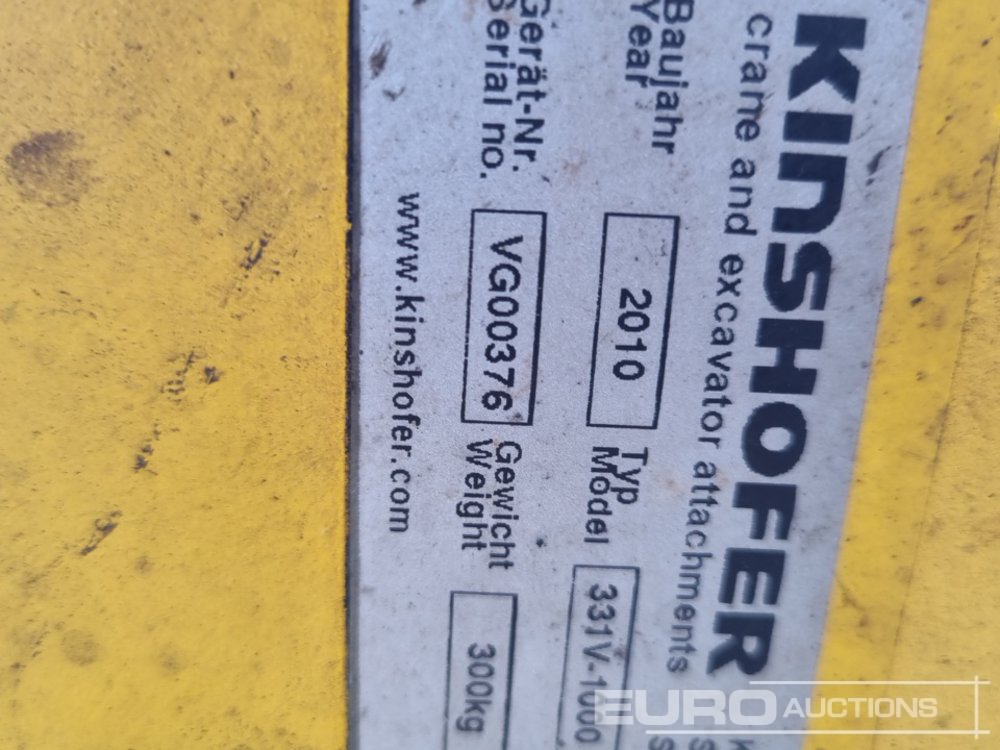 KINSHOFER
crane and excavator attachments
Baujahr
Year
2010
Typ
Model
331V-1000
Gerät-Nr.
Serial no.
VG00376
Gewicht
Weight
300kg
www.kinshofer.com
EURO AUCTIONS